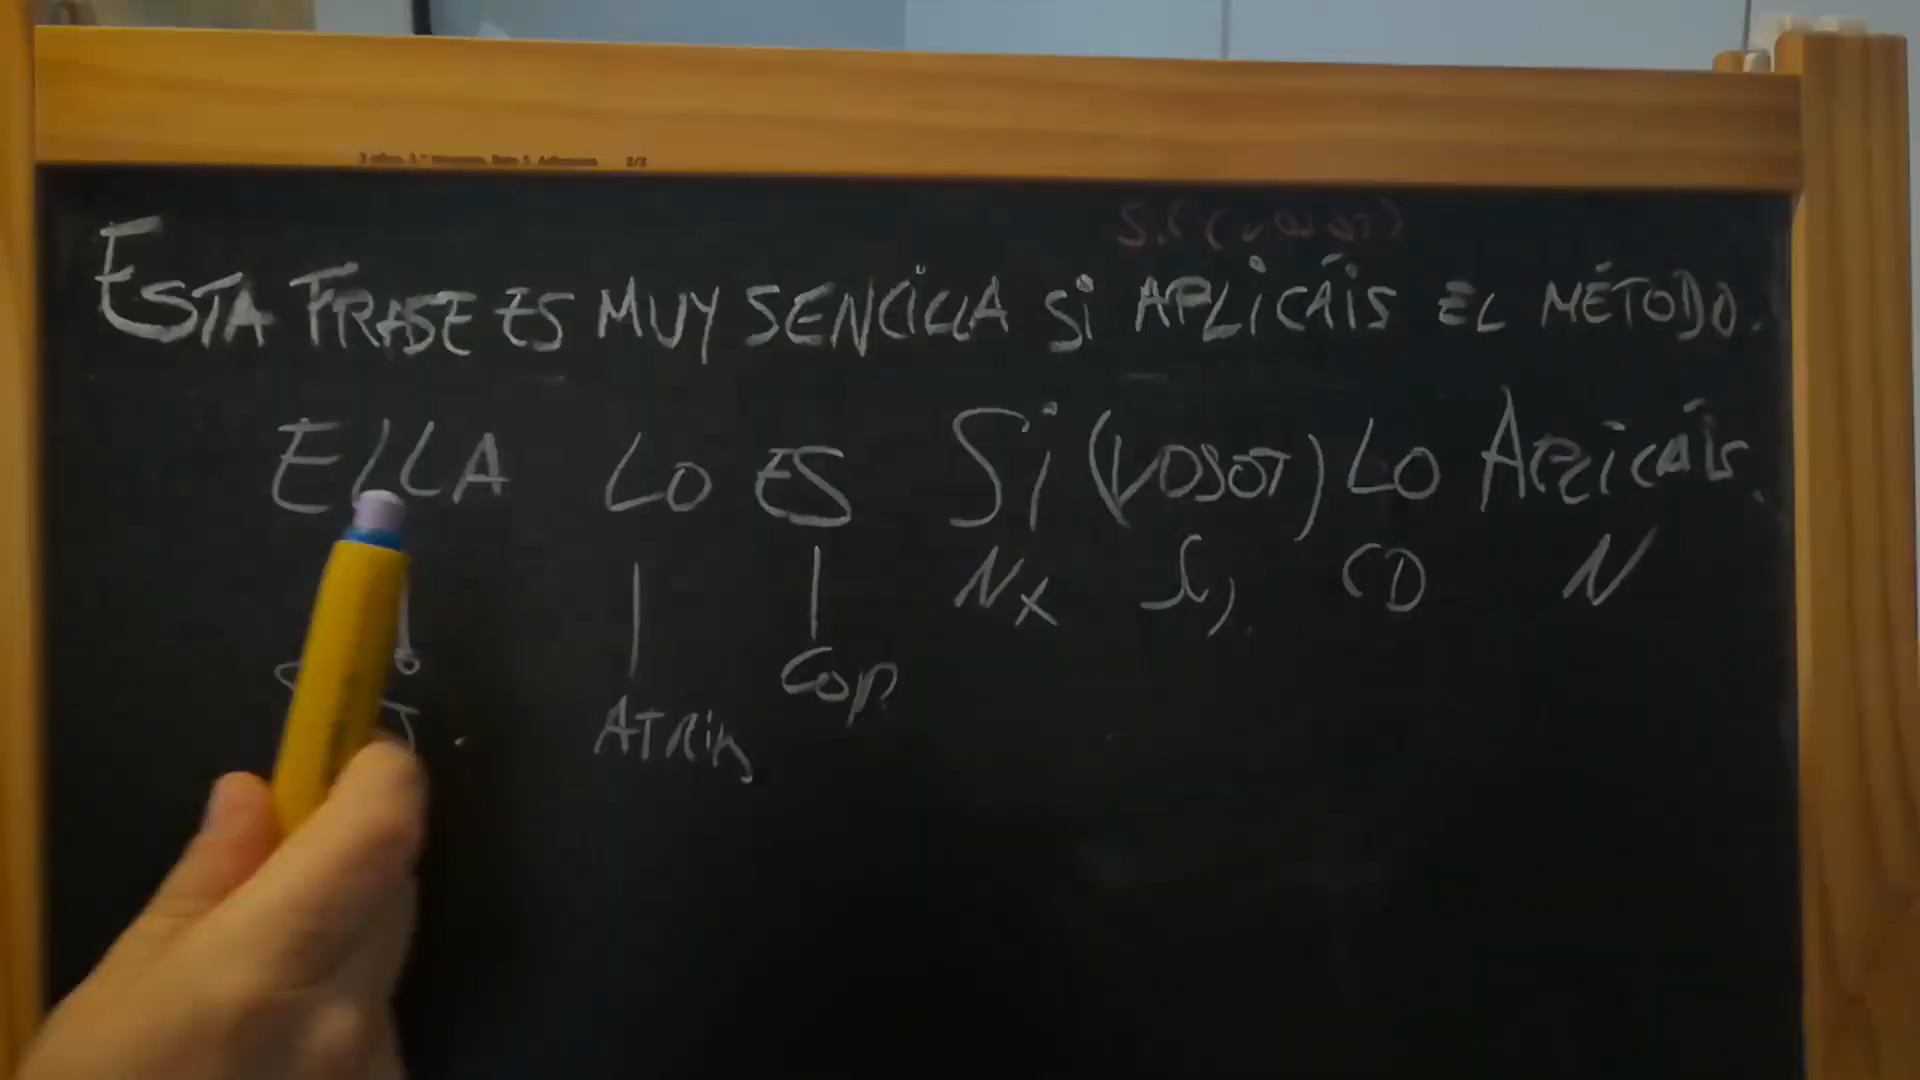 S.E(VOSOT)
ESTA FRASE ES MUY SENCILLA SI APLICÁIS EL MÉTODO.
ELLA LO ES SI (VOSOT) LO APLICÁIS.
NX SUJ. CD N
COP.
ATRIB